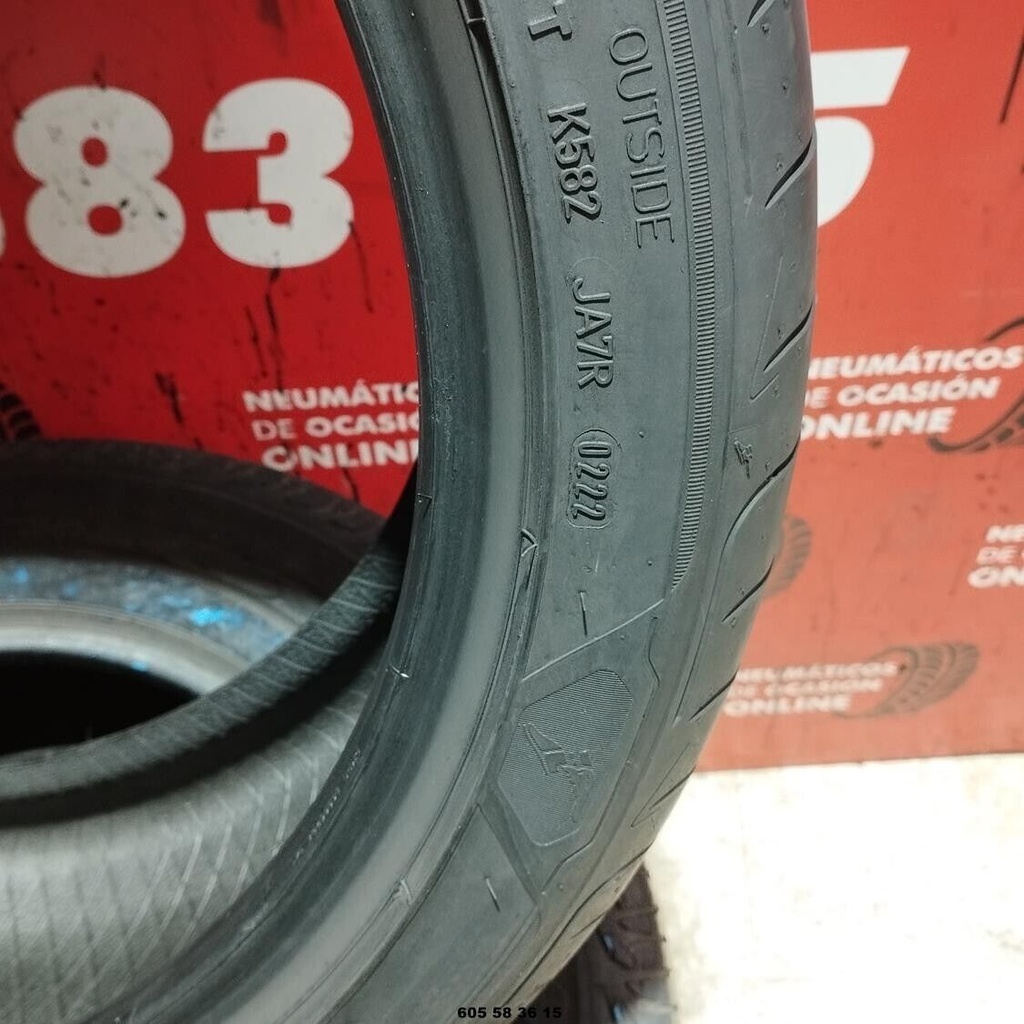 83
5
OUTSIDE
T K582 JA7R 0222
NEUMÁTICOS
DE OCASIÓN
ONLINE
NEUMÁTICOS
DE OCASIÓN
ONLINE
605 58 36 15